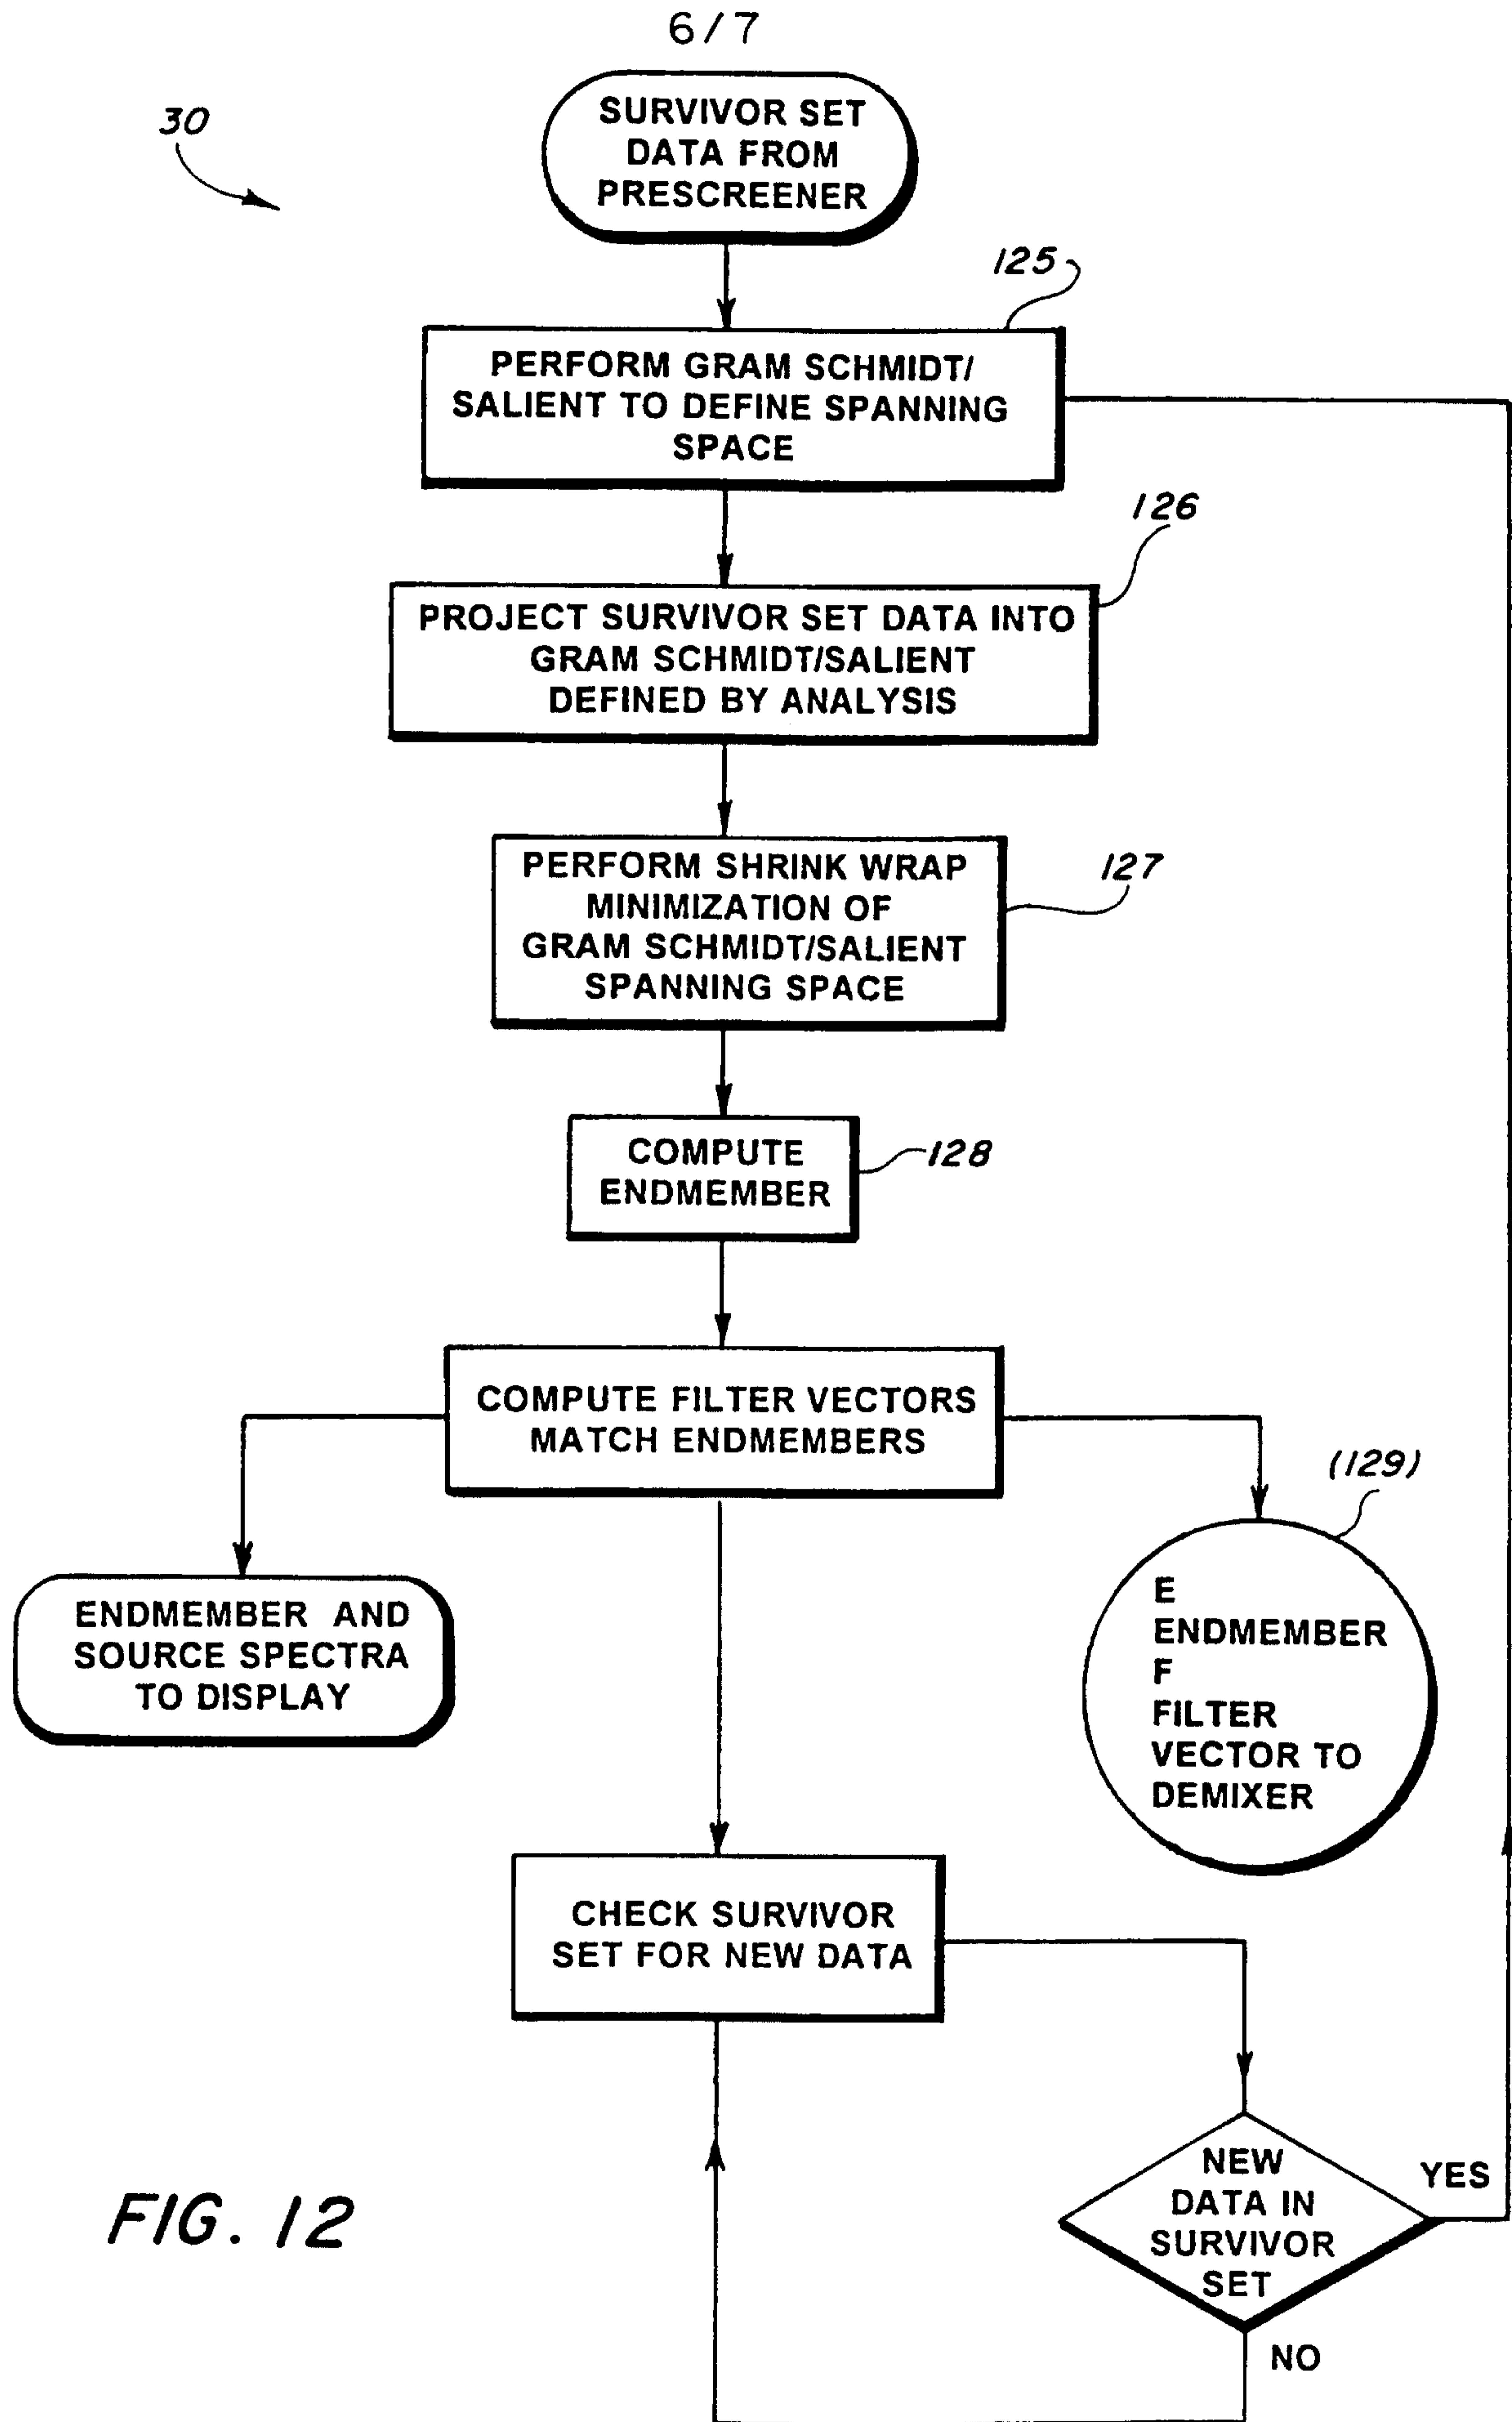 6/7
30
SURVIVOR SET
DATA FROM
PRESCREENER
125
PERFORM GRAM SCHMIDT/
SALIENT TO DEFINE SPANNING
SPACE
126
PROJECT SURVIVOR SET DATA INTO
GRAM SCHMIDT/SALIENT
DEFINED BY ANALYSIS
127
PERFORM SHRINK WRAP
MINIMIZATION OF
GRAM SCHMIDT/SALIENT
SPANNING SPACE
128
COMPUTE
ENDMEMBER
COMPUTE FILTER VECTORS
MATCH ENDMEMBERS
(129)
ENDMEMBER AND
SOURCE SPECTRA
TO DISPLAY
E
ENDMEMBER
F
FILTER
VECTOR TO
DEMIXER
CHECK SURVIVOR
SET FOR NEW DATA
NEW
DATA IN
SURVIVOR
SET
YES
NO
FIG. 12